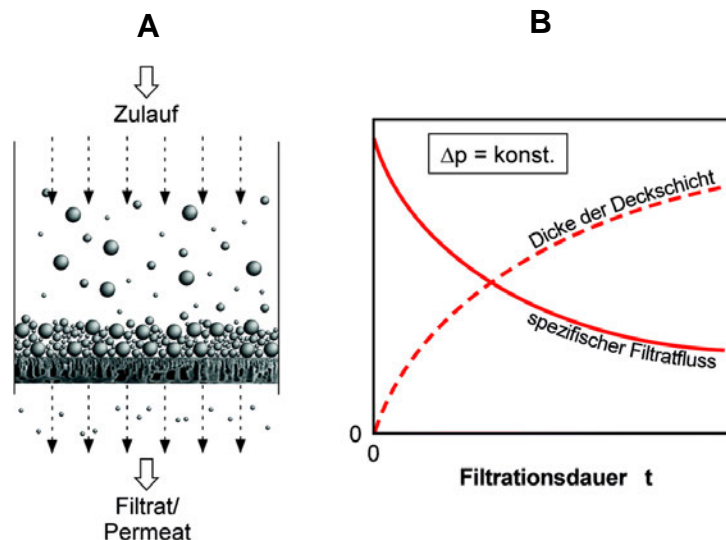 A
Zulauf
Filtrat/
Permeat
B
Δp = konst.
Dicke der Deckschicht
spezifischer Filtratfluss
0
0
Filtrationsdauer t